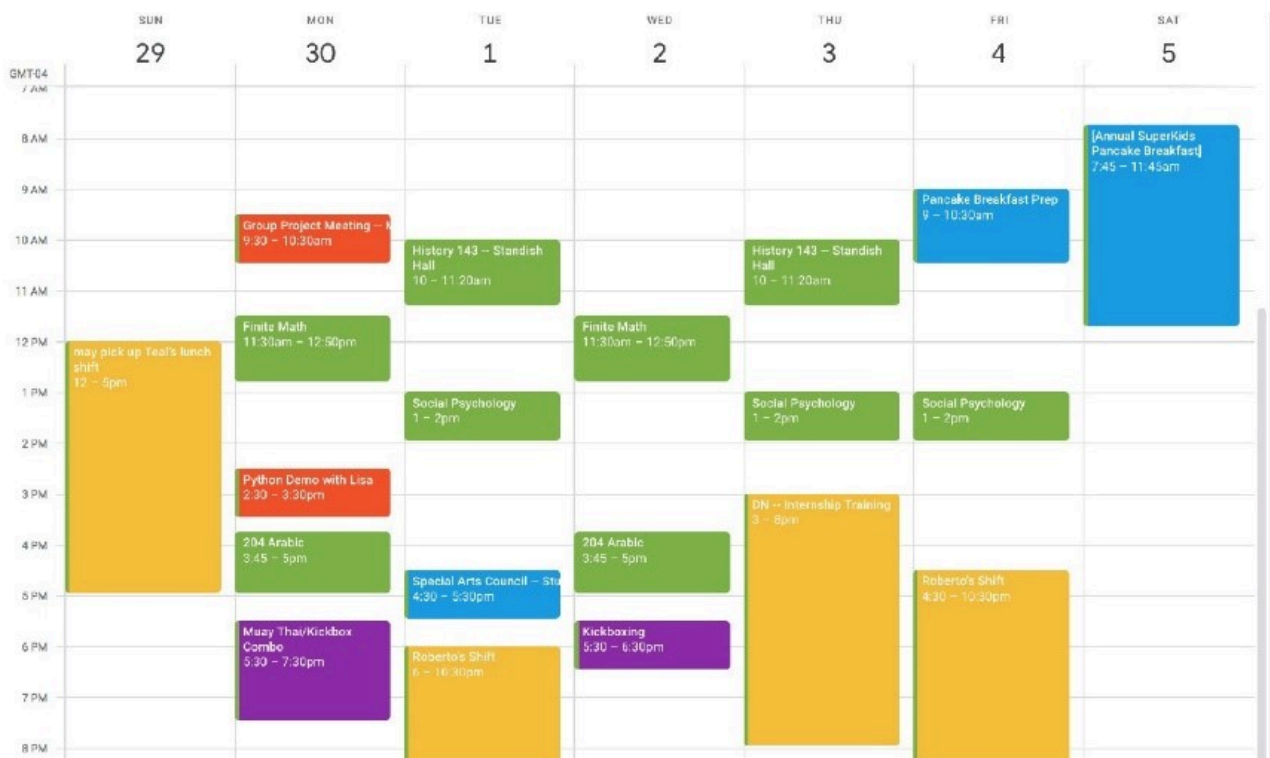 SUN MON TUE WED THU FRI SAT
29 30 1 2 3 4 5
GMT-04
7 AM
8 AM
9 AM
10 AM
11 AM
12 PM
1 PM
2 PM
3 PM
4 PM
5 PM
6 PM
7 PM
8 PM
may pick up Teal's lunch
shift
12 – 5pm
Group Project Meeting -- M
9:30 – 10:30am
Finite Math
11:30am – 12:50pm
Python Demo with Lisa
2:30 – 3:30pm
204 Arabic
3:45 – 5pm
Muay Thai/Kickbox
Combo
5:30 – 7:30pm
History 143 -- Standish
Hall
10 – 11:20am
Social Psychology
1 – 2pm
Special Arts Council -- Stu
4:30 – 5:30pm
Roberto's Shift
6 – 10:30pm
Finite Math
11:30am – 12:50pm
204 Arabic
3:45 – 5pm
Kickboxing
5:30 – 6:30pm
History 143 -- Standish
Hall
10 – 11:20am
Social Psychology
1 – 2pm
DN -- Internship Training
3 – 8pm
Pancake Breakfast Prep
9 – 10:30am
Social Psychology
1 – 2pm
Roberto's Shift
4:30 – 10:30pm
[Annual SuperKids
Pancake Breakfast]
7:45 – 11:45am